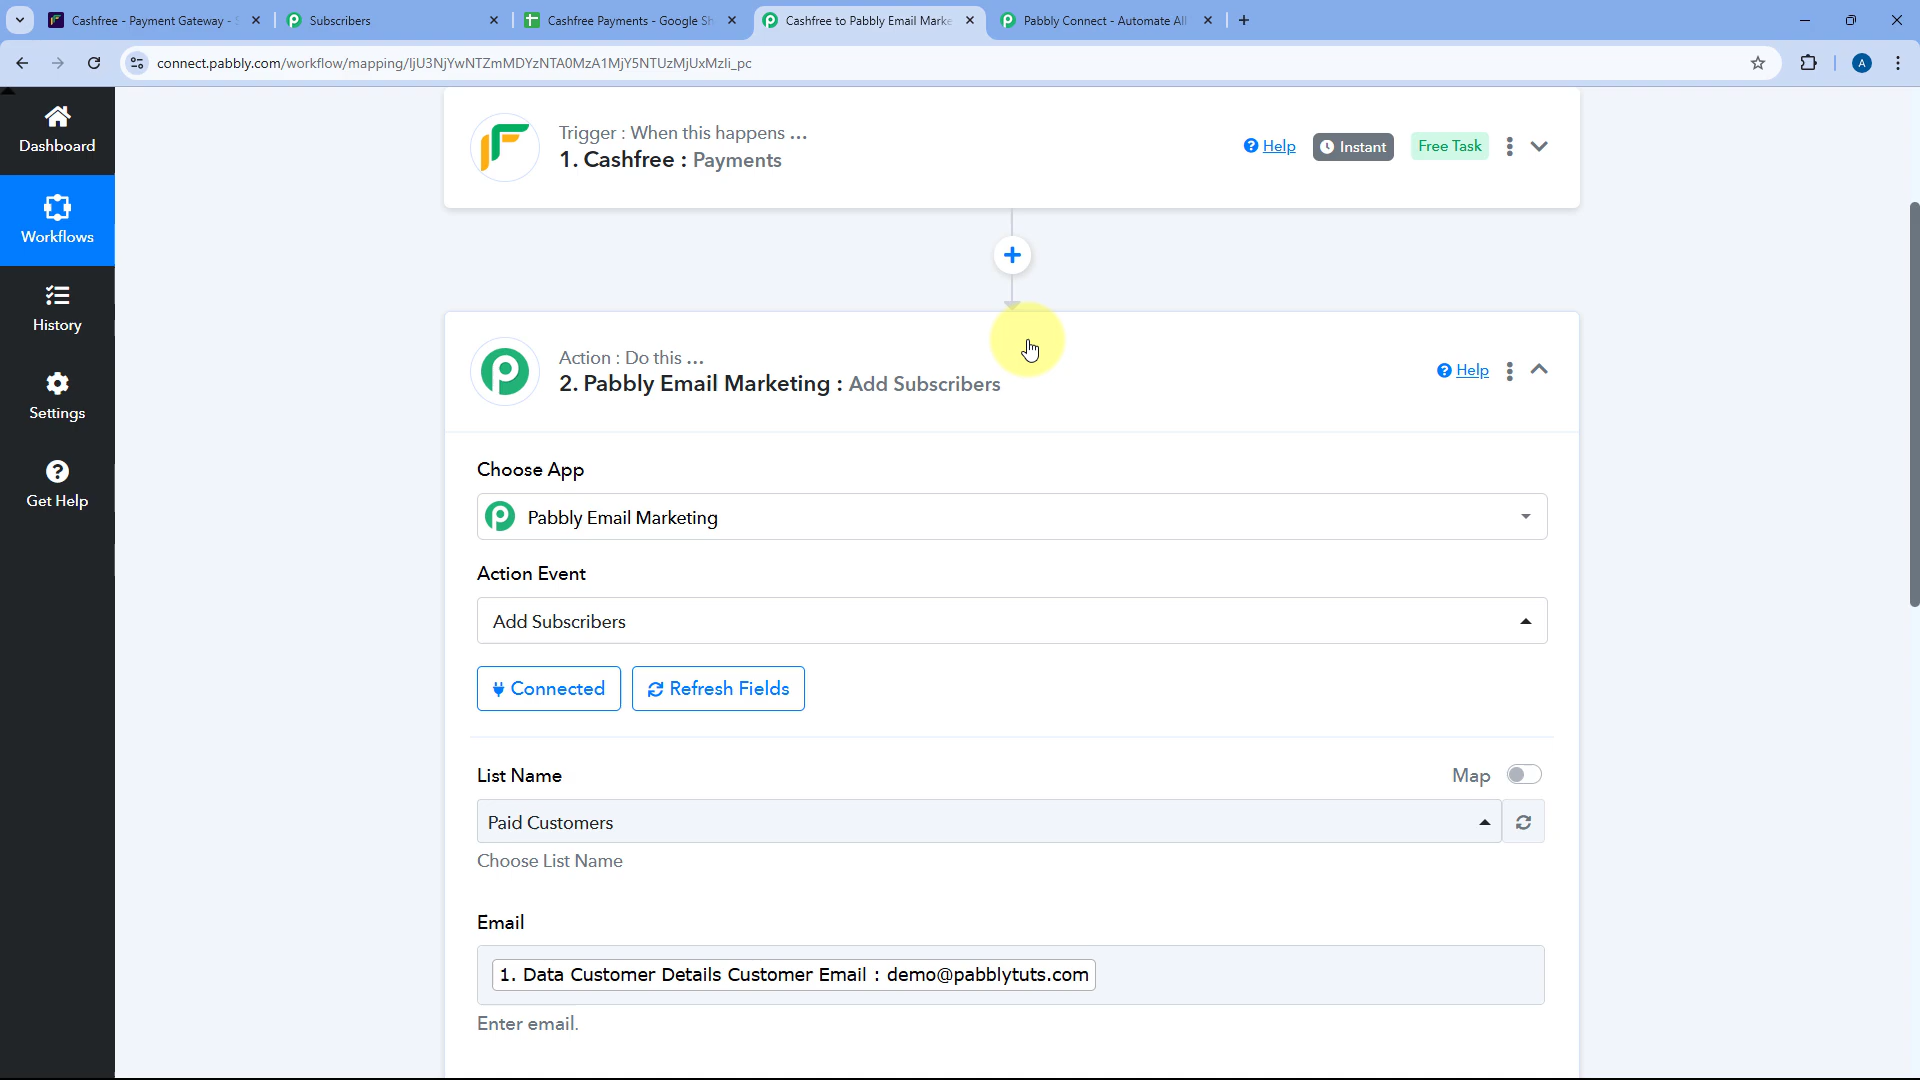 Cashfree - Payment Gateway - S
Subscribers
Cashfree Payments - Google Sh
Cashfree to Pabbly Email Marke
Pabbly Connect - Automate All
connect.pabbly.com/workflow/mapping/IjU3NjYwNTZmMDYzNTA0MzA1MjY5NTUzMjUxMzIi_pc
A
Dashboard
Workflows
History
Settings
Get Help
Trigger : When this happens ...
1. Cashfree : Payments
Help
Instant
Free Task
Action : Do this ...
2. Pabbly Email Marketing : Add Subscribers
Help
Choose App
Pabbly Email Marketing
Action Event
Add Subscribers
Connected
Refresh Fields
List Name
Map
Paid Customers
Choose List Name
Email
1. Data Customer Details Customer Email : demo@pabblytuts.com
Enter email.